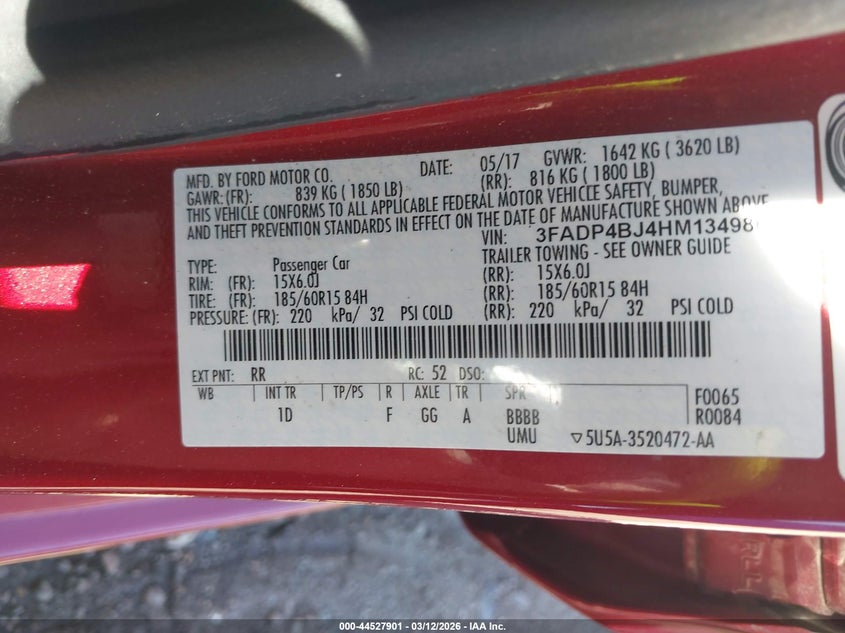 MFD. BY FORD MOTOR CO. DATE: 05/17 GVWR: 1642 KG ( 3620 LB)
GAWR: (FR): 839 KG ( 1850 LB) (RR): 816 KG ( 1800 LB)
THIS VEHICLE CONFORMS TO ALL APPLICABLE FEDERAL MOTOR VEHICLE SAFETY, BUMPER,
AND THEFT PREVENTION STANDARDS IN EFFECT ON THE DATE OF MANUFACTURE SHOWN ABOVE
VIN: 3FADP4BJ4HM13498
TYPE: Passenger Car TRAILER TOWING - SEE OWNER GUIDE
RIM: (FR): 15X6.0J (RR): 15X6.0J
TIRE: (FR): 185/60R15 84H (RR): 185/60R15 84H
PRESSURE: (FR): 220 kPa/ 32 PSI COLD (RR): 220 kPa/ 32 PSI COLD
EXT PNT: RR RC: 52 DSO:
WB INT TR TP/PS R AXLE TR SPR F0065
1D F GG A BBBB R0084
UMU ▽5U5A-3520472-AA
000-44527901 - 03/12/2026 - IAA Inc.